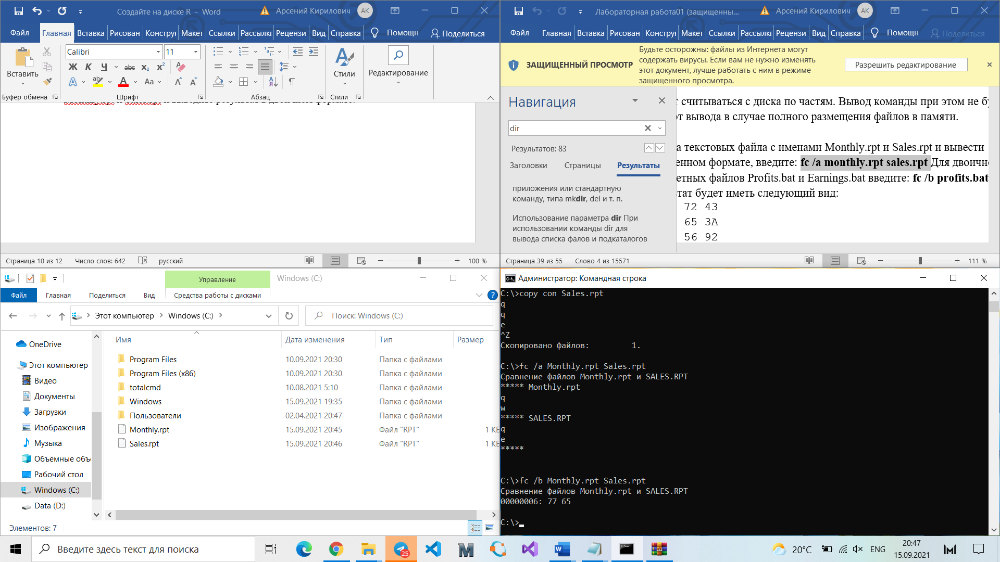 Создайте на диске R - Word
Арсений Кирилович
АК
Файл
Главная
Вставка
Рисован
Конструк
Макет
Ссылки
Рассылкі
Рецензи
Вид
Справка
Помощн
Поделиться
Calibri
11
Вставить
Ж К Ч abc x₂ x²
Aa
Стили
Редактирование
Буфер обмена
Шрифт
Абзац
Стили
Страница 10 из 12
Число слов: 642
русский
100 %
Лабораторная работа01 (защищенны...
Арсений Кирилович
АК
Файл
Главная
Вставка
Рисован
Конструк
Макет
Ссылки
Рассылкі
Рецензи
Вид
Справка
Помощн
Поделиться
ЗАЩИЩЕННЫЙ ПРОСМОТР
Будьте осторожны: файлы из Интернета могут
содержать вирусы. Если вам не нужно изменять
этот документ, лучше работать с ним в режиме
защищенного просмотра.
Разрешить редактирование
Навигация
dir
Результатов: 83
Заголовки
Страницы
Результаты
приложения или стандартную
команду, типа mkdir, del и т. п.
Использование параметра dir При
использовании команды dir для
вывода списка фалов и подкаталогов
т считываться с диска по частям. Вывод команды при этом не б
от вывода в случае полного размещения файлов в памяти.
а текстовых файла с именами Monthly.rpt и Sales.rpt и вывести
енном формате, введите: fc /a monthly.rpt sales.rpt Для двоичн
етных файлов Profits.bat и Earnings.bat введите: fc /b profits.bat
тат будет иметь следующий вид:
72 43
65 3A
56 92
Страница 39 из 55
Слово 4 из 15571
111 %
Управление
Windows (C:)
Файл
Главная
Поделиться
Вид
Средства работы с дисками
Этот компьютер
Windows (C:)
Поиск: Windows (C:)
OneDrive
Этот компьютер
Видео
Документы
Загрузки
Изображения
Музыка
Объемные объ
Рабочий стол
Windows (C:)
Data (D:)
Имя Дата изменения Тип Размер
Program Files 10.09.2021 20:30 Папка с файлами
Program Files (x86) 10.09.2021 20:30 Папка с файлами
totalcmd 10.08.2021 5:10 Папка с файлами
Windows 15.09.2021 19:35 Папка с файлами
Пользователи 02.04.2021 20:47 Папка с файлами
Monthly.rpt 15.09.2021 20:45 Файл "RPT" 1 КБ
Sales.rpt 15.09.2021 20:46 Файл "RPT" 1 КБ
Элементов: 7
Администратор: Командная строка
C:\>copy con Sales.rpt
q
q
e
^Z
Скопировано файлов: 1.
C:\>fc /a Monthly.rpt Sales.rpt
Сравнение файлов Monthly.rpt и SALES.RPT
***** Monthly.rpt
q
w
***** SALES.RPT
q
e
*****
C:\>fc /b Monthly.rpt Sales.rpt
Сравнение файлов Monthly.rpt и SALES.RPT
00000006: 77 65
C:\>
Введите здесь текст для поиска
25
20°C
ENG
20:47
15.09.2021